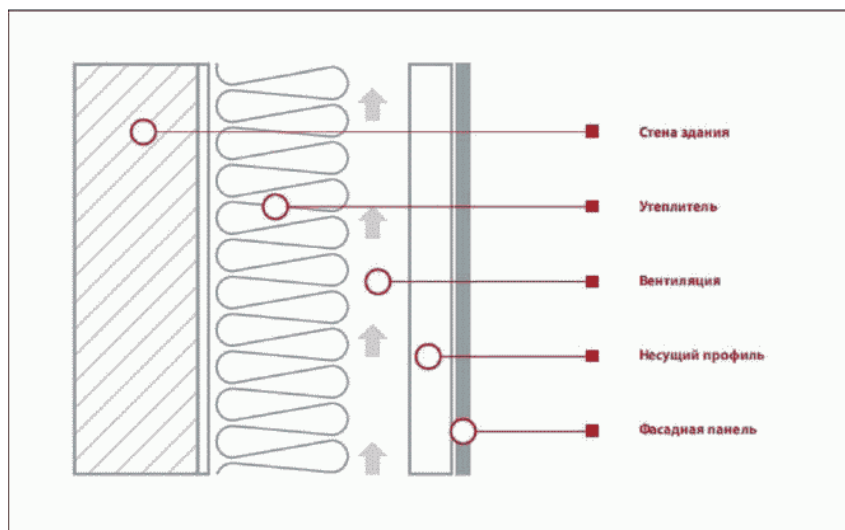 Стена здания
Утеплитель
Вентиляция
Несущий профиль
Фасадная панель